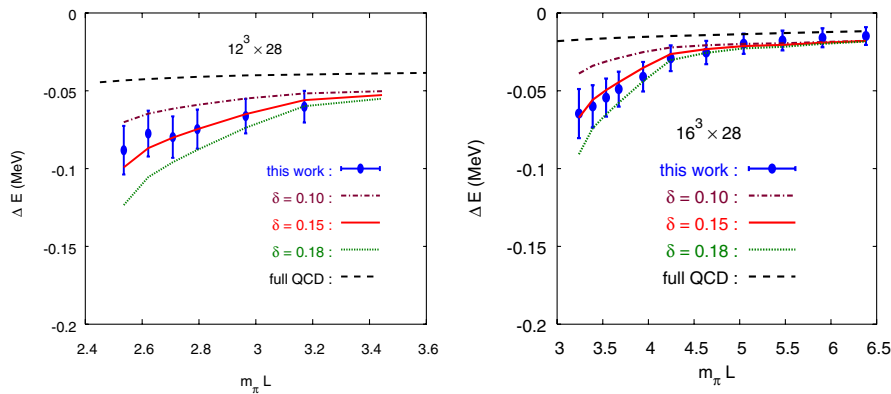 0
-0.05
-0.1
-0.15
-0.2
Δ E (MeV)
12³ × 28
this work :
δ = 0.10 :
δ = 0.15 :
δ = 0.18 :
full QCD :
2.4 2.6 2.8 3 3.2 3.4 3.6
m_π L
0
-0.05
-0.1
-0.15
-0.2
Δ E (MeV)
16³ × 28
this work :
δ = 0.10 :
δ = 0.15 :
δ = 0.18 :
full QCD :
3 3.5 4 4.5 5 5.5 6 6.5
m_π L